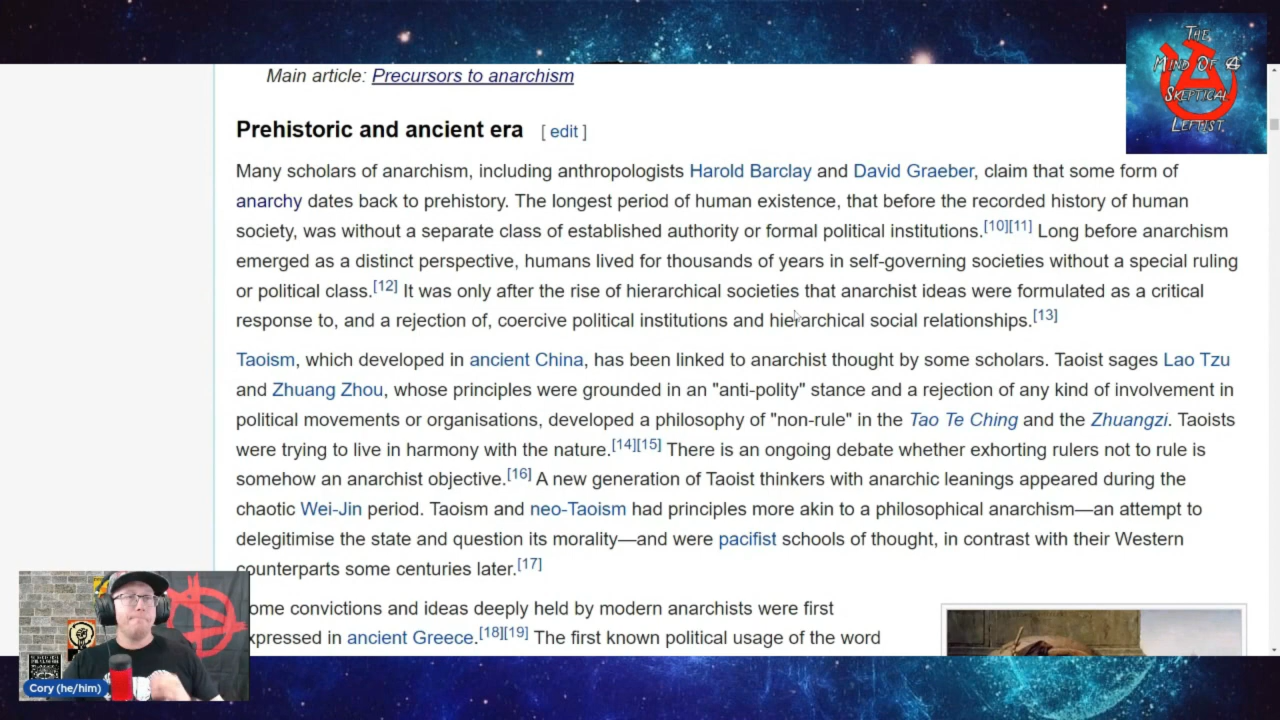 Main article: Precursors to anarchism
THE
MIND OF A
SKEPTICAL
LEFTIST
Prehistoric and ancient era [ edit ]
Many scholars of anarchism, including anthropologists Harold Barclay and David Graeber, claim that some form of
anarchy dates back to prehistory. The longest period of human existence, that before the recorded history of human
society, was without a separate class of established authority or formal political institutions.[10][11] Long before anarchism
emerged as a distinct perspective, humans lived for thousands of years in self-governing societies without a special ruling
or political class.[12] It was only after the rise of hierarchical societies that anarchist ideas were formulated as a critical
response to, and a rejection of, coercive political institutions and hierarchical social relationships.[13]
Taoism, which developed in ancient China, has been linked to anarchist thought by some scholars. Taoist sages Lao Tzu
and Zhuang Zhou, whose principles were grounded in an "anti-polity" stance and a rejection of any kind of involvement in
political movements or organisations, developed a philosophy of "non-rule" in the Tao Te Ching and the Zhuangzi. Taoists
were trying to live in harmony with the nature.[14][15] There is an ongoing debate whether exhorting rulers not to rule is
somehow an anarchist objective.[16] A new generation of Taoist thinkers with anarchic leanings appeared during the
chaotic Wei-Jin period. Taoism and neo-Taoism had principles more akin to a philosophical anarchism—an attempt to
delegitimise the state and question its morality—and were pacifist schools of thought, in contrast with their Western
counterparts some centuries later.[17]
ome convictions and ideas deeply held by modern anarchists were first
xpressed in ancient Greece.[18][19] The first known political usage of the word
Cory (he/him)